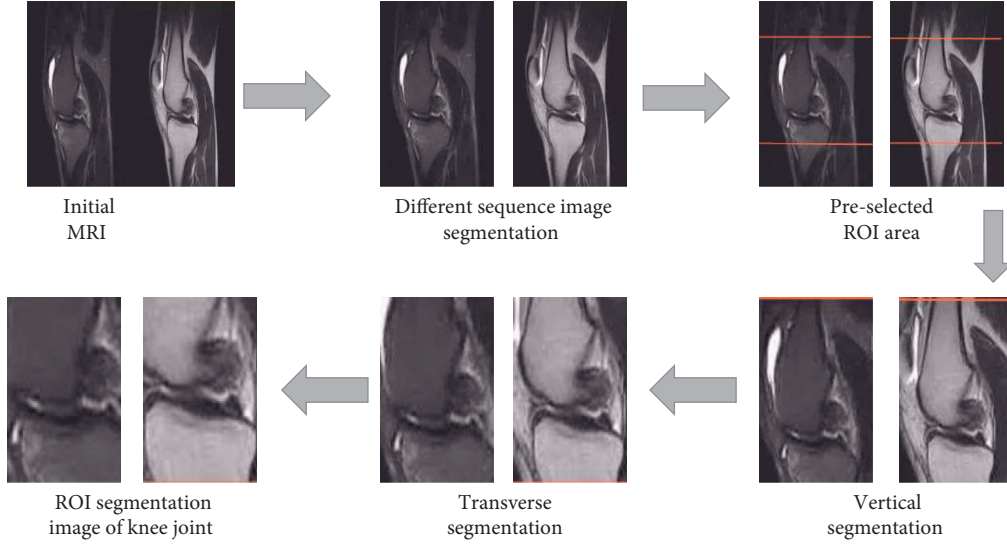 Initial
MRI
Different sequence image
segmentation
Pre-selected
ROI area
Vertical
segmentation
Transverse
segmentation
ROI segmentation
image of knee joint